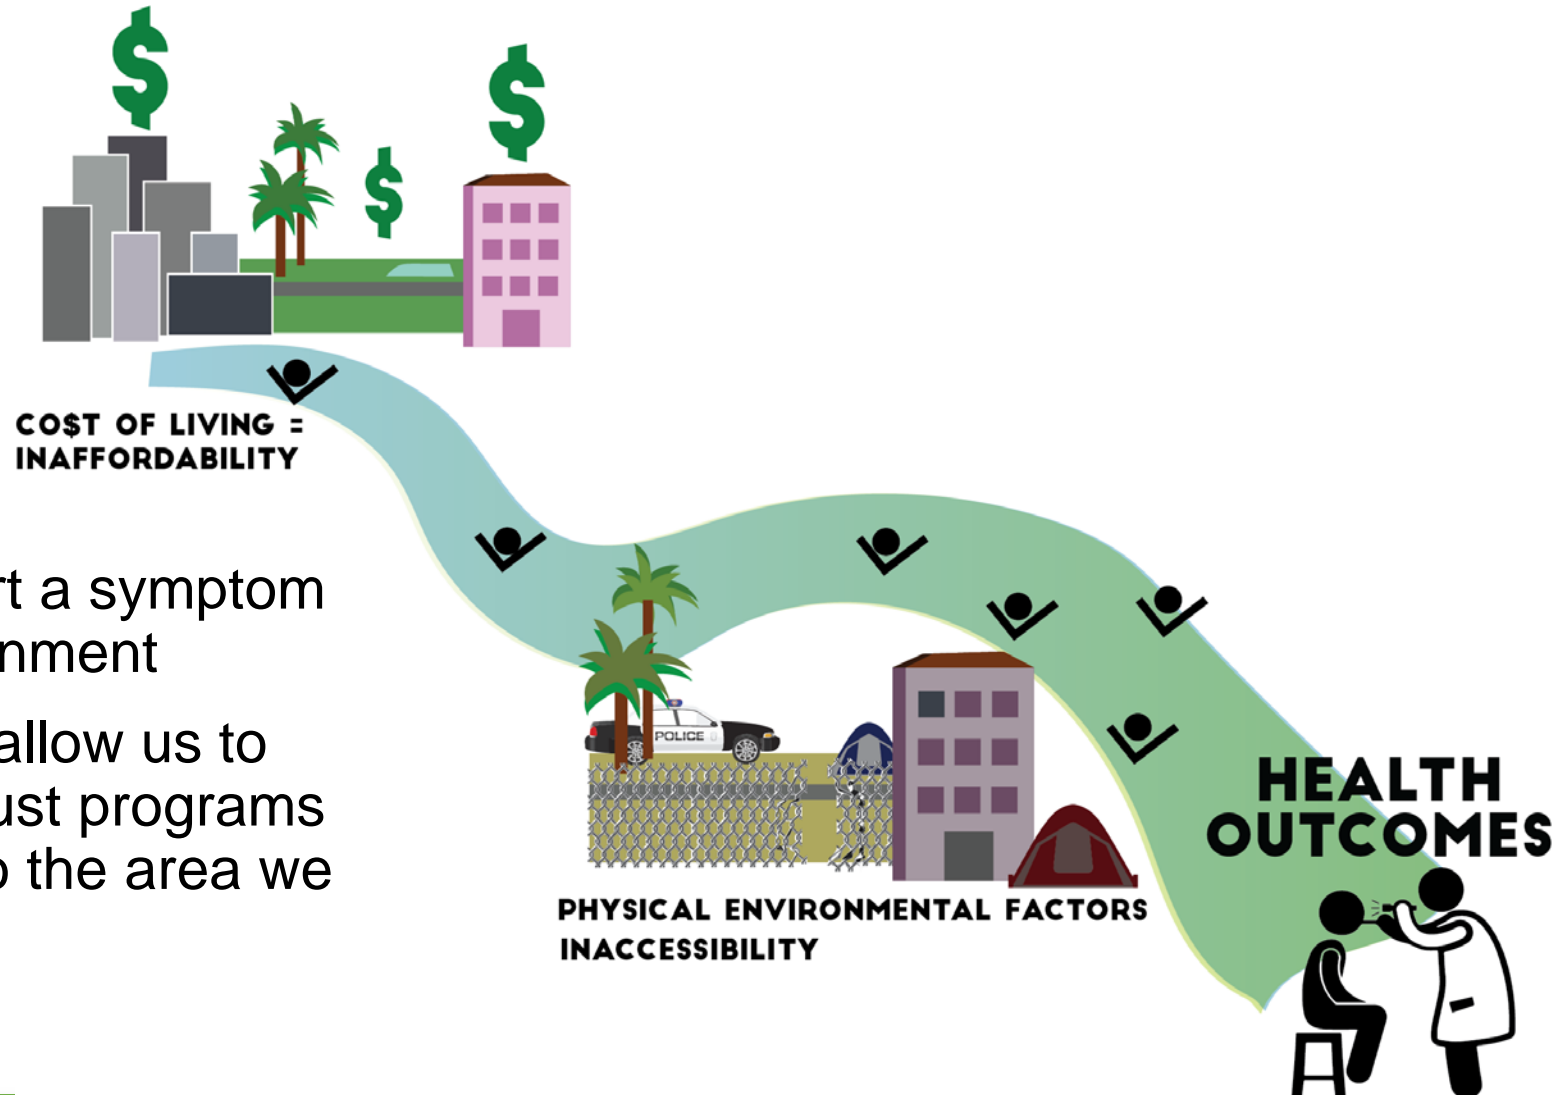 CO$T OF LIVING =
INAFFORDABILITY
rt a symptom
nment
allow us to
ust programs
o the area we
POLICE
PHYSICAL ENVIRONMENTAL FACTORS
INACCESSIBILITY
HEALTH
OUTCOMES